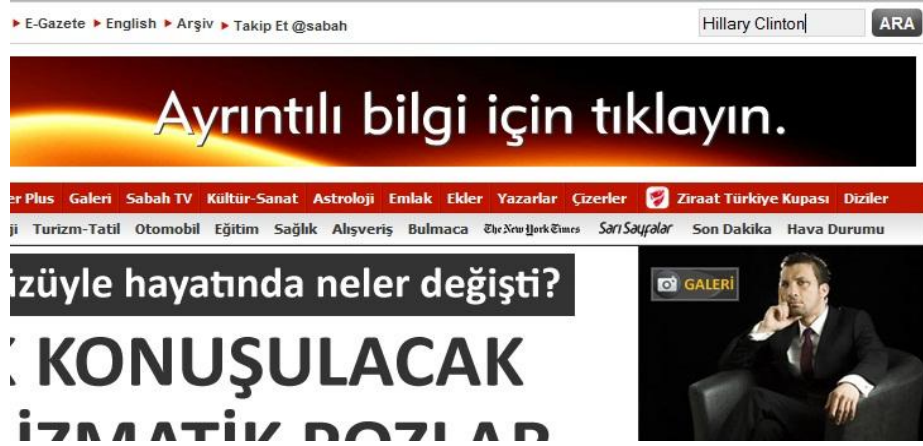 E-Gazete English Arşiv Takip Et @sabah
Hillary Clinton ARA
Ayrıntılı bilgi için tıklayın.
Plus Galeri Sabah TV Kültür-Sanat Astroloji Emlak Ekler Yazarlar Çizerler Ziraat Türkiye Kupası Diziler
Turizm-Tatil Otomobil Eğitim Sağlık Alışveriş Bulmaca The New York Times Sarı Sayfalar Son Dakika Hava Durumu
hayatında neler değişti?
GALERİ
KONUŞULACAK
POZLAR